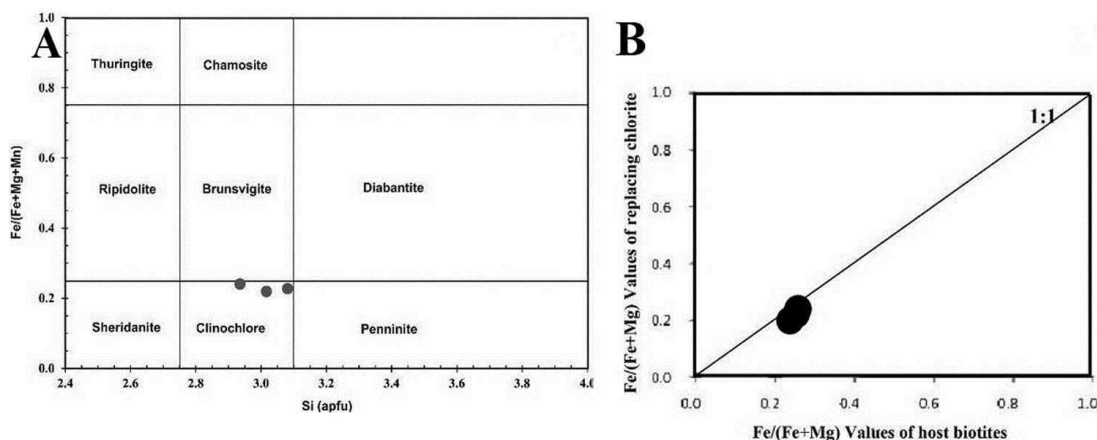 A
Thuringite Chamosite
Ripidolite Brunsvigite Diabantite
Sheridanite Clinochlore Penninite
Fe/(Fe+Mg+Mn)
1.0
0.8
0.6
0.4
0.2
0.0
2.4 2.6 2.8 3.0 3.2 3.4 3.6 3.8 4.0
Si (apfu)
B
1:1
Fe/(Fe+Mg) Values of replacing chlorite
1.0
0.8
0.6
0.4
0.2
0.0
0.0 0.2 0.4 0.6 0.8 1.0
Fe/(Fe+Mg) Values of host biotites